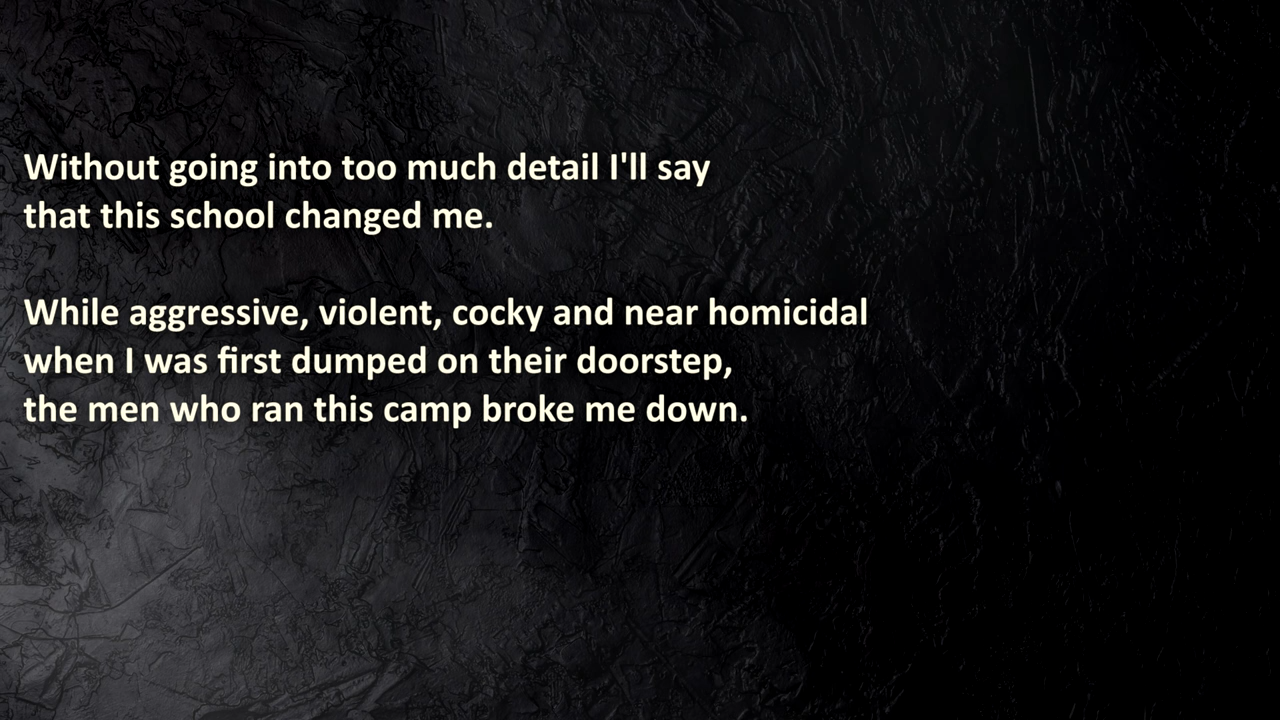 Without going into too much detail I'll say
that this school changed me.
While aggressive, violent, cocky and near homicidal
when I was first dumped on their doorstep,
the men who ran this camp broke me down.